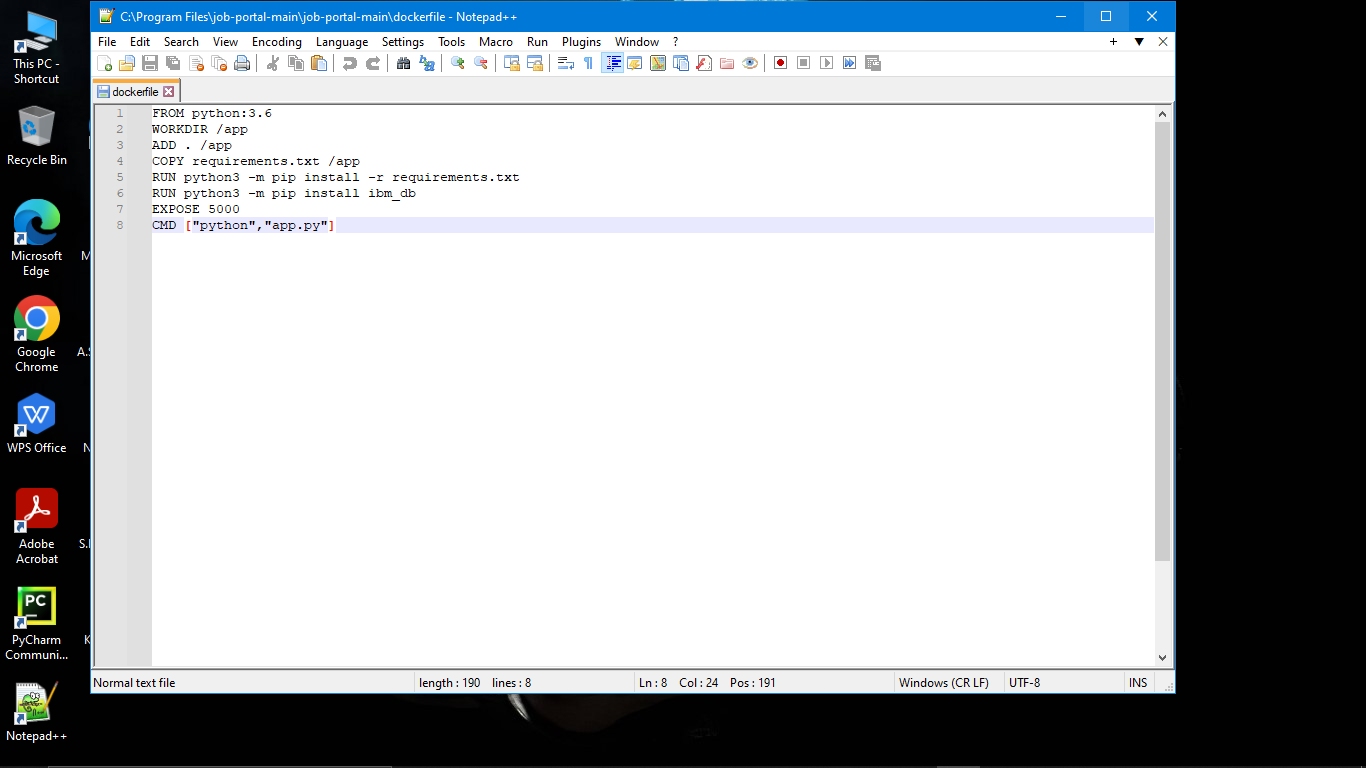 C:\Program Files\job-portal-main\job-portal-main\dockerfile - Notepad++
File Edit Search View Encoding Language Settings Tools Macro Run Plugins Window ?
dockerfile
1 FROM python:3.6
2 WORKDIR /app
3 ADD . /app
4 COPY requirements.txt /app
5 RUN python3 -m pip install -r requirements.txt
6 RUN python3 -m pip install ibm_db
7 EXPOSE 5000
8 CMD ["python","app.py"]
Normal text file length : 190 lines : 8 Ln : 8 Col : 24 Pos : 191 Windows (CR LF) UTF-8 INS
This PC -
Shortcut
Recycle Bin
Microsoft
Edge
M
Google
Chrome
A.S
WPS Office
N
Adobe
Acrobat
PC
PyCharm
Communi...
K
Notepad++